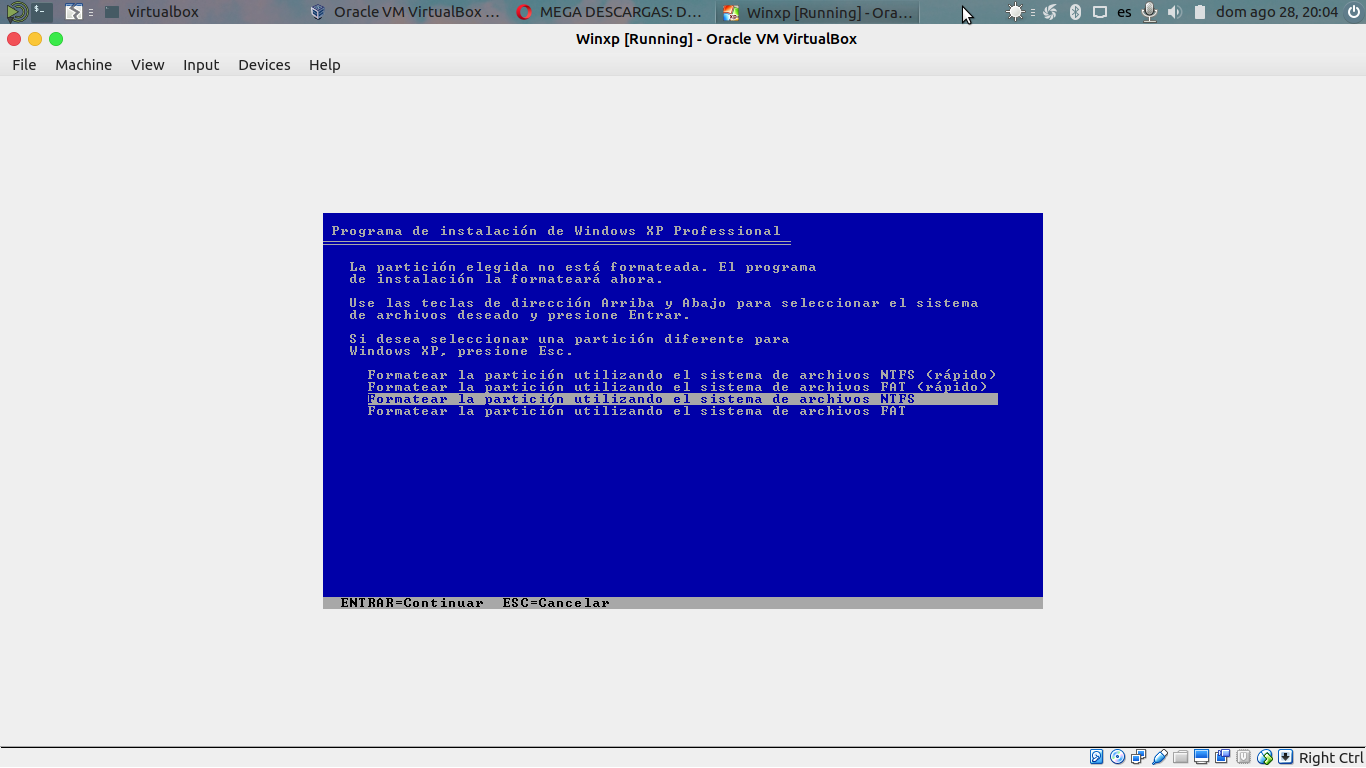 virtualbox
Oracle VM VirtualBox ...
MEGA DESCARGAS: D...
Winxp [Running] - Ora...
es
dom ago 28, 20:04
Winxp [Running] - Oracle VM VirtualBox
File Machine View Input Devices Help
Programa de instalación de Windows XP Professional
La partición elegida no está formateada. El programa
de instalación la formateará ahora.
Use las teclas de dirección Arriba y Abajo para seleccionar el sistema
de archivos deseado y presione Entrar.
Si desea seleccionar una partición diferente para
Windows XP, presione Esc.
Formatear la partición utilizando el sistema de archivos NTFS (rápido)
Formatear la partición utilizando el sistema de archivos FAT (rápido)
Formatear la partición utilizando el sistema de archivos NTFS
Formatear la partición utilizando el sistema de archivos FAT
ENTRAR=Continuar ESC=Cancelar
Right Ctrl